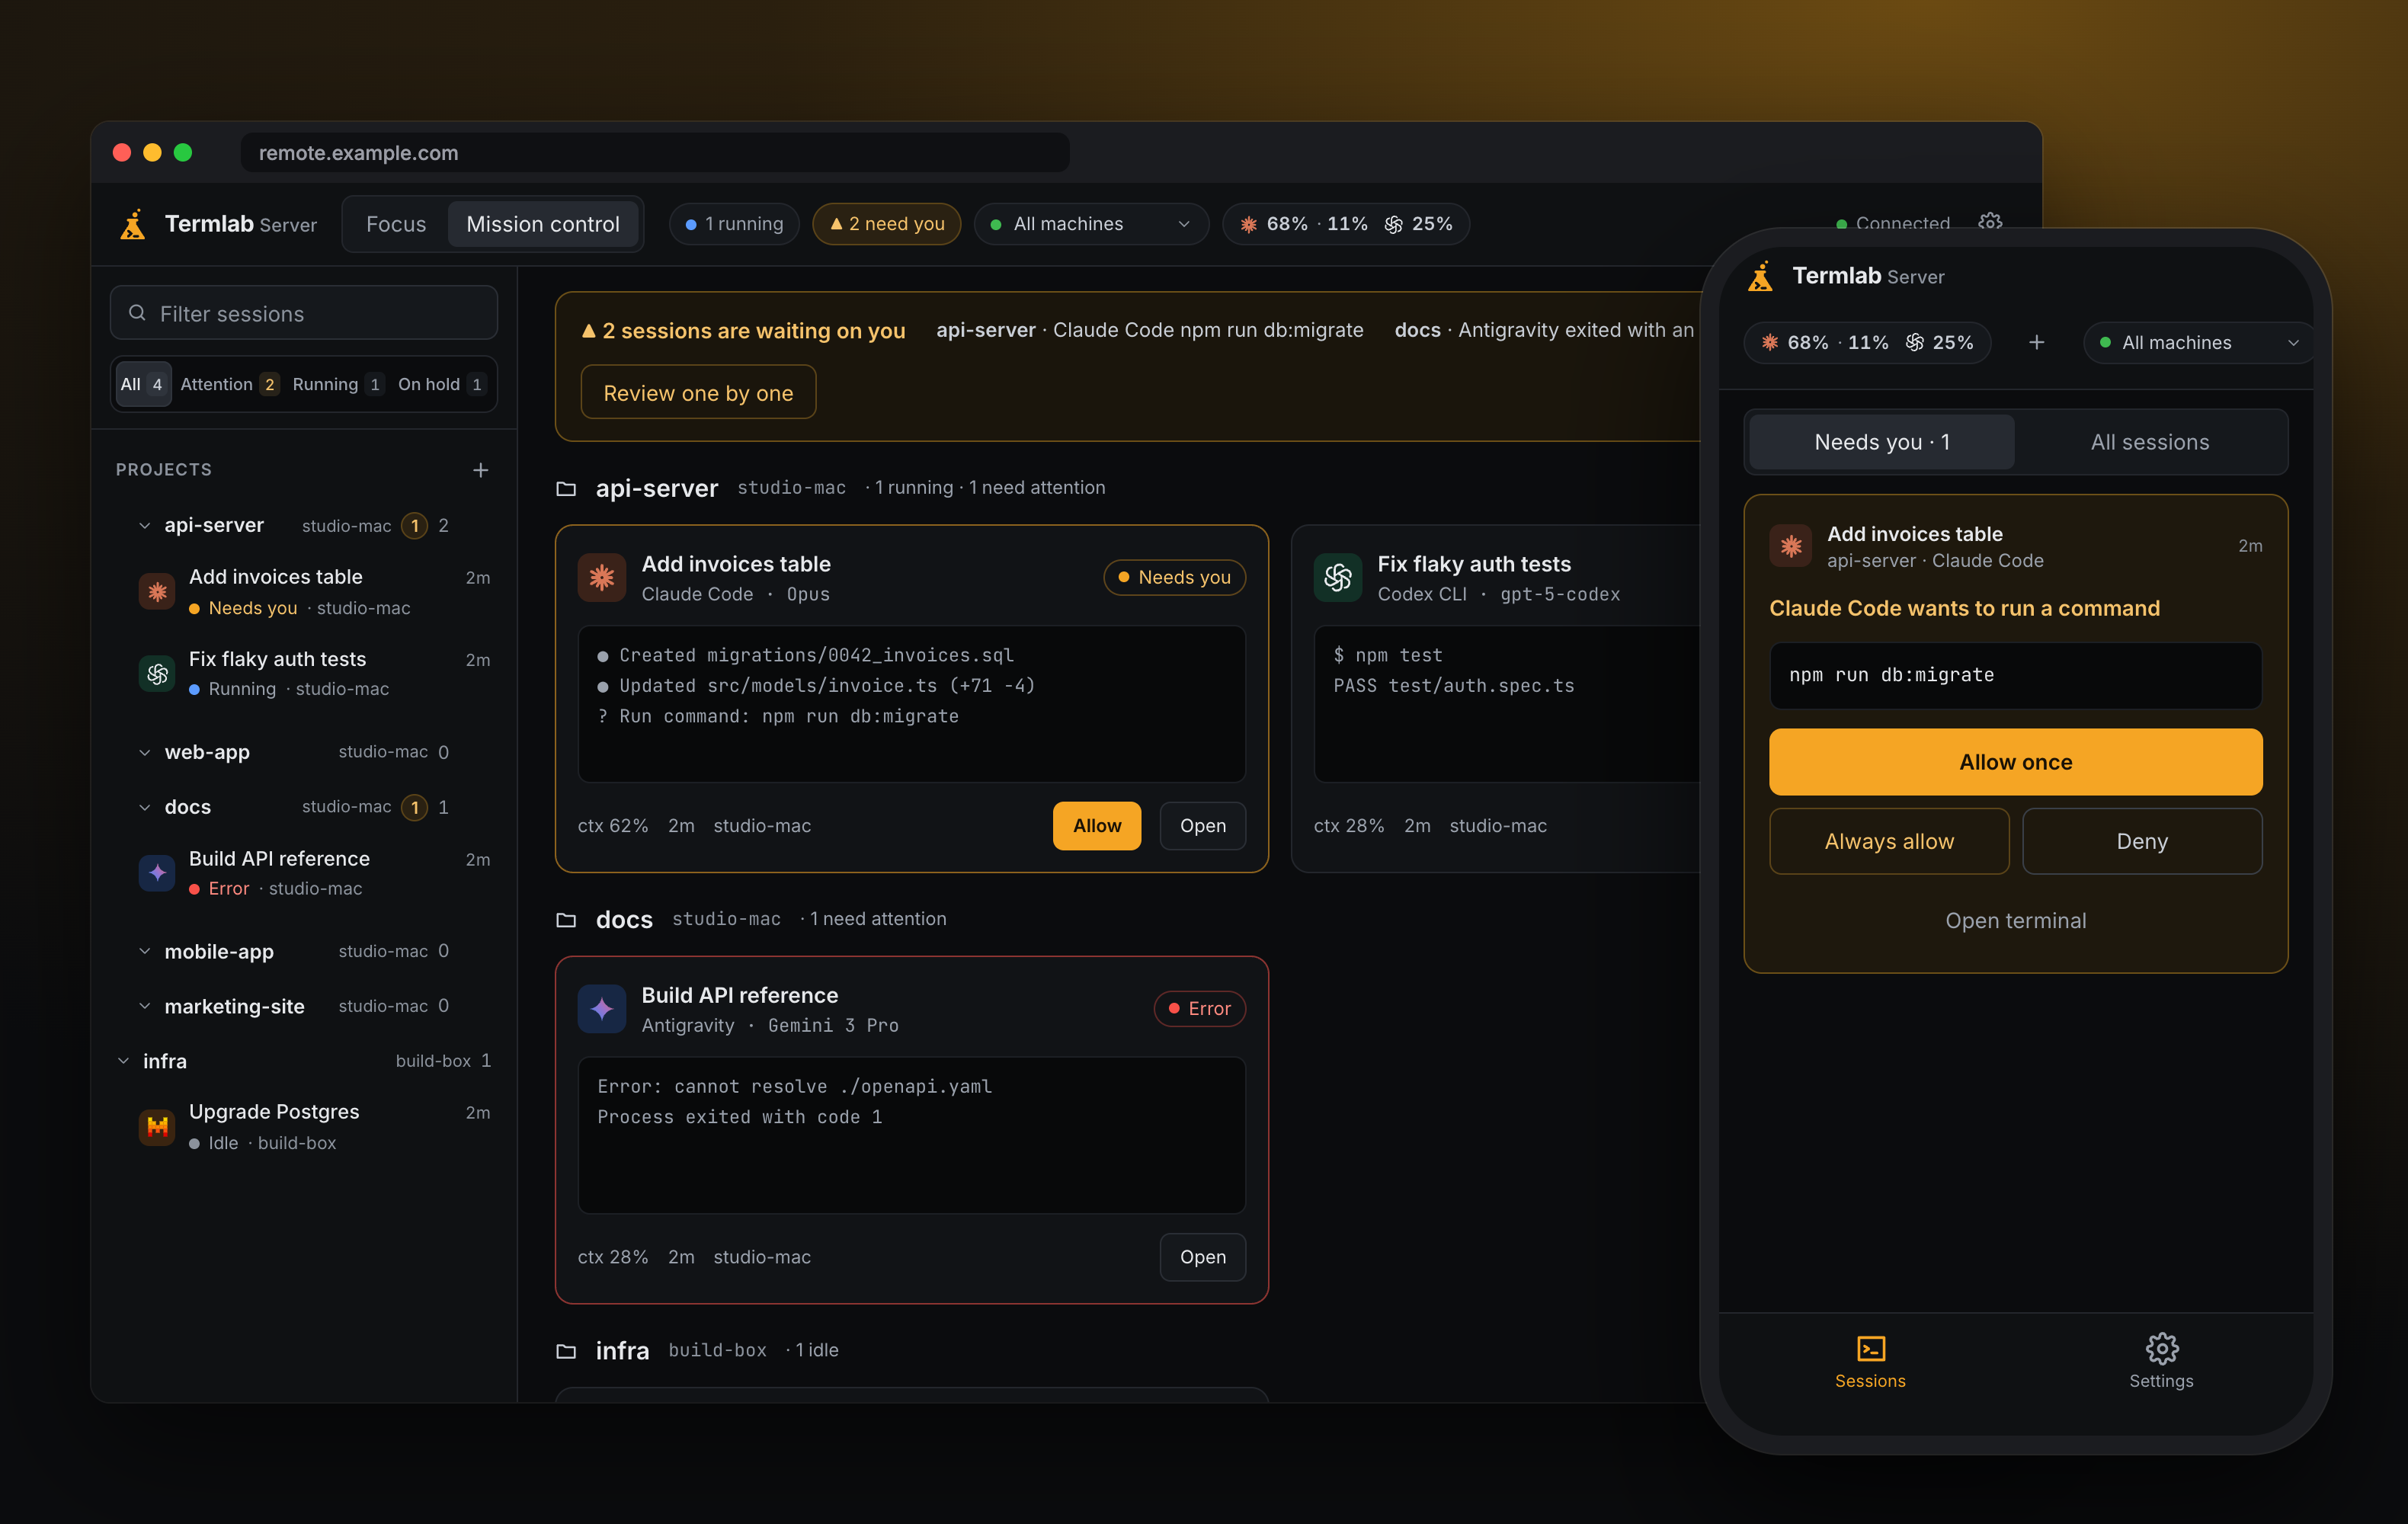 remote.example.com
Termlab Server
Focus
Mission control
1 running
2 need you
All machines
68% · 11% 25%
Connected
Filter sessions
All 4
Attention 2
Running 1
On hold 1
PROJECTS
api-server studio-mac 1 2
Add invoices table 2m
Needs you · studio-mac
Fix flaky auth tests 2m
Running · studio-mac
web-app studio-mac 0
docs studio-mac 1 1
Build API reference 2m
Error · studio-mac
mobile-app studio-mac 0
marketing-site studio-mac 0
infra build-box 1
Upgrade Postgres 2m
Idle · build-box
2 sessions are waiting on you api-server · Claude Code npm run db:migrate docs · Antigravity exited with an
Review one by one
api-server studio-mac · 1 running · 1 need attention
Add invoices table
Claude Code · Opus
Needs you
Created migrations/0042_invoices.sql
Updated src/models/invoice.ts (+71 -4)
? Run command: npm run db:migrate
ctx 62% 2m studio-mac
Allow
Open
Fix flaky auth tests
Codex CLI · gpt-5-codex
$ npm test
PASS test/auth.spec.ts
ctx 28% 2m studio-mac
docs studio-mac · 1 need attention
Build API reference
Antigravity · Gemini 3 Pro
Error
Error: cannot resolve ./openapi.yaml
Process exited with code 1
ctx 28% 2m studio-mac
Open
infra build-box · 1 idle
Termlab Server
68% · 11% 25%
All machines
Needs you · 1
All sessions
Add invoices table
api-server · Claude Code
2m
Claude Code wants to run a command
npm run db:migrate
Allow once
Always allow
Deny
Open terminal
Sessions
Settings